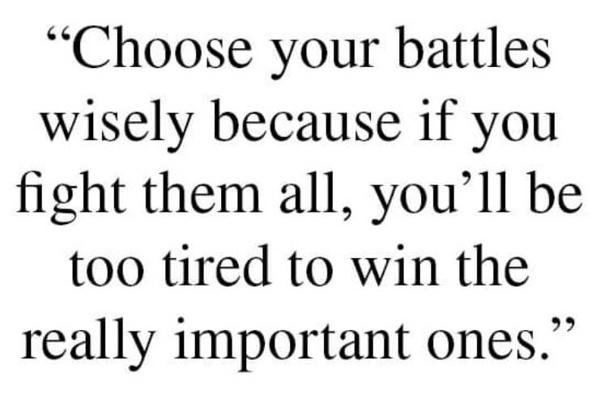 “Choose your battles
wisely because if you
fight them all, you’ll be
too tired to win the
really important ones.”